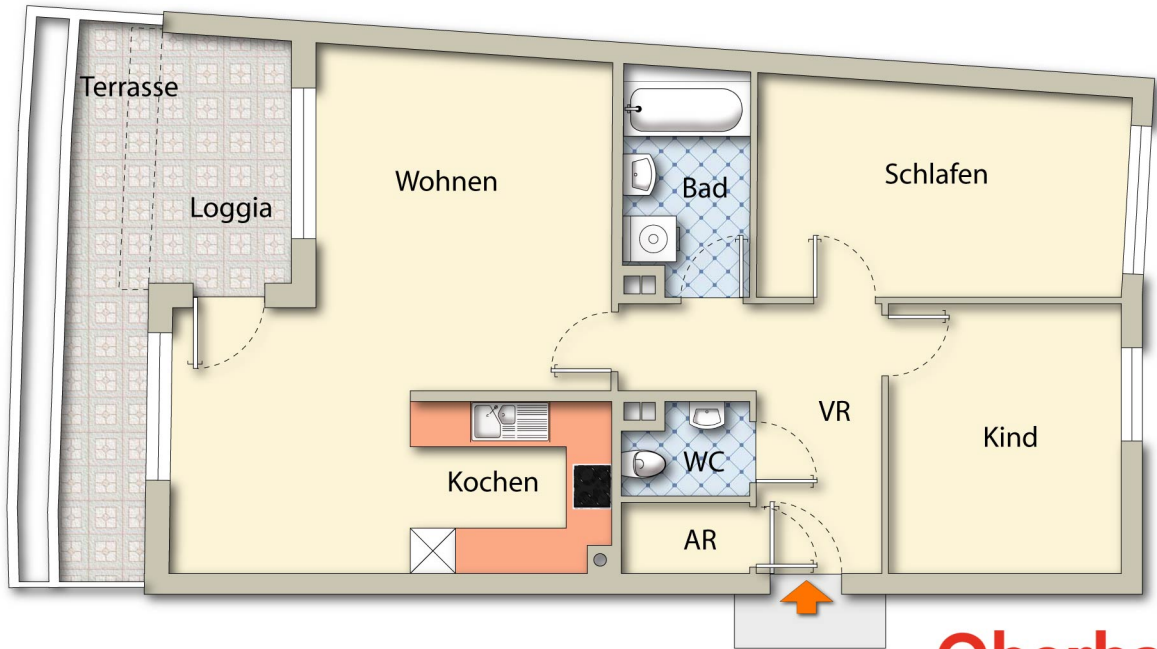 Terrasse
Loggia
Wohnen
Bad
Schlafen
Kochen
WC
AR
VR
Kind